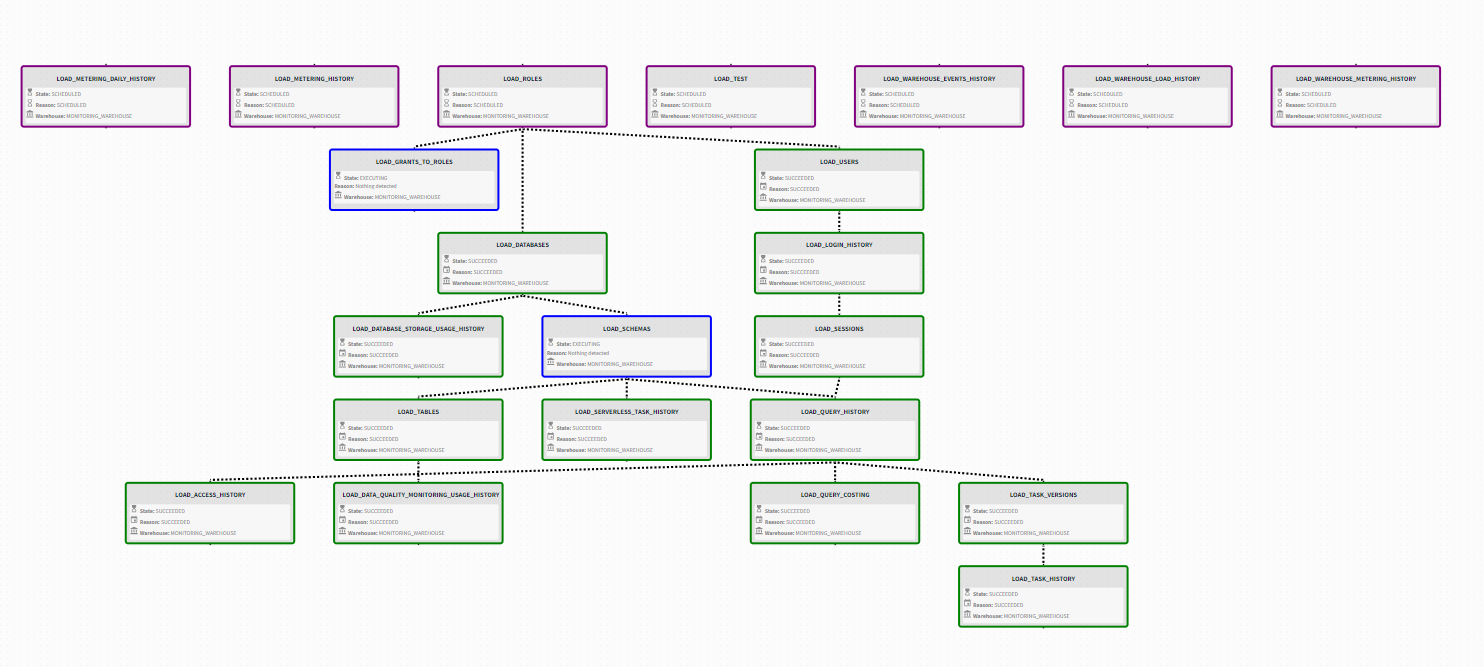 LOAD_METERING_DAILY_HISTORY
State: SCHEDULED
Reason: SCHEDULED
Warehouse: MONITORING_WAREHOUSE
LOAD_METERING_HISTORY
State: SCHEDULED
Reason: SCHEDULED
Warehouse: MONITORING_WAREHOUSE
LOAD_ROLES
State: SCHEDULED
Reason: SCHEDULED
Warehouse: MONITORING_WAREHOUSE
LOAD_TEST
State: SCHEDULED
Reason: SCHEDULED
Warehouse: MONITORING_WAREHOUSE
LOAD_WAREHOUSE_EVENTS_HISTORY
State: SCHEDULED
Reason: SCHEDULED
Warehouse: MONITORING_WAREHOUSE
LOAD_WAREHOUSE_LOAD_HISTORY
State: SCHEDULED
Reason: SCHEDULED
Warehouse: MONITORING_WAREHOUSE
LOAD_WAREHOUSE_METERING_HISTORY
State: SCHEDULED
Reason: SCHEDULED
Warehouse: MONITORING_WAREHOUSE
LOAD_GRANTS_TO_ROLES
State: EXECUTING
Reason: Nothing detected
Warehouse: MONITORING_WAREHOUSE
LOAD_USERS
State: SUCCEEDED
Reason: SUCCEEDED
Warehouse: MONITORING_WAREHOUSE
LOAD_DATABASES
State: SUCCEEDED
Reason: SUCCEEDED
Warehouse: MONITORING_WAREHOUSE
LOAD_LOGIN_HISTORY
State: SUCCEEDED
Reason: SUCCEEDED
Warehouse: MONITORING_WAREHOUSE
LOAD_DATABASE_STORAGE_USAGE_HISTORY
State: SUCCEEDED
Reason: SUCCEEDED
Warehouse: MONITORING_WAREHOUSE
LOAD_SCHEMAS
State: EXECUTING
Reason: Nothing detected
Warehouse: MONITORING_WAREHOUSE
LOAD_SESSIONS
State: SUCCEEDED
Reason: SUCCEEDED
Warehouse: MONITORING_WAREHOUSE
LOAD_TABLES
State: SUCCEEDED
Reason: SUCCEEDED
Warehouse: MONITORING_WAREHOUSE
LOAD_SERVERLESS_TASK_HISTORY
State: SUCCEEDED
Reason: SUCCEEDED
Warehouse: MONITORING_WAREHOUSE
LOAD_QUERY_HISTORY
State: SUCCEEDED
Reason: SUCCEEDED
Warehouse: MONITORING_WAREHOUSE
LOAD_ACCESS_HISTORY
State: SUCCEEDED
Reason: SUCCEEDED
Warehouse: MONITORING_WAREHOUSE
LOAD_DATA_QUALITY_MONITORING_USAGE_HISTORY
State: SUCCEEDED
Reason: SUCCEEDED
Warehouse: MONITORING_WAREHOUSE
LOAD_QUERY_COSTING
State: SUCCEEDED
Reason: SUCCEEDED
Warehouse: MONITORING_WAREHOUSE
LOAD_TASK_VERSIONS
State: SUCCEEDED
Reason: SUCCEEDED
Warehouse: MONITORING_WAREHOUSE
LOAD_TASK_HISTORY
State: SUCCEEDED
Reason: SUCCEEDED
Warehouse: MONITORING_WAREHOUSE